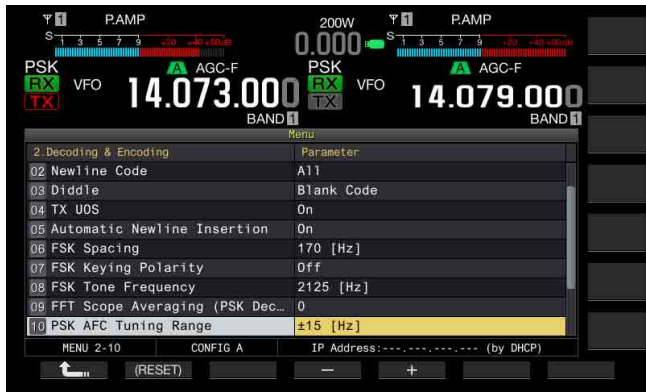 1 P.AMP 200W 1 P.AMP
S 1 3 5 7 9 +20 +40 +60dB 0.000 S 1 3 5 7 9 +20 +40 +60dB
PSK A AGC-F PSK A AGC-F
RX VFO 14.073.000 RX VFO 14.079.000
TX TX
BAND 1 BAND 1
Menu
2.Decoding & Encoding Parameter
02 Newline Code All
03 Diddle Blank Code
04 TX UOS On
05 Automatic Newline Insertion On
06 FSK Spacing 170 [Hz]
07 FSK Keying Polarity Off
08 FSK Tone Frequency 2125 [Hz]
09 FFT Scope Averaging (PSK Dec… 0
10 PSK AFC Tuning Range ±15 [Hz]
MENU 2-10 CONFIG A IP Address:---.---.---.--- (by DHCP)
(RESET) − +